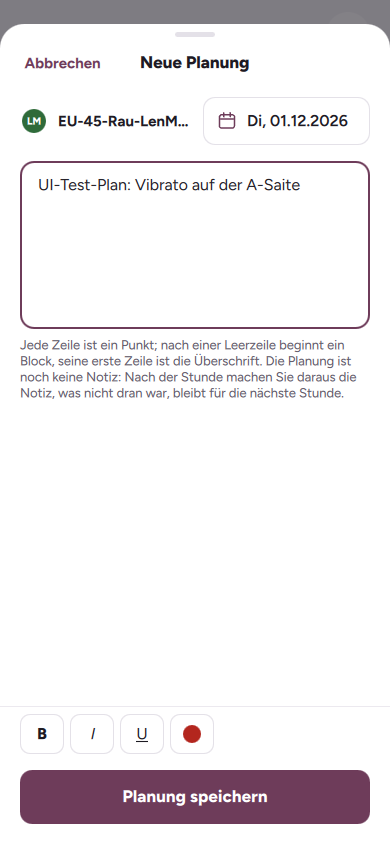 Abbrechen
Neue Planung
LM
EU-45-Rau-LenM...
Di, 01.12.2026
UI-Test-Plan: Vibrato auf der A-Saite
Jede Zeile ist ein Punkt; nach einer Leerzeile beginnt ein
Block, seine erste Zeile ist die Überschrift. Die Planung ist
noch keine Notiz: Nach der Stunde machen Sie daraus die
Notiz, was nicht dran war, bleibt für die nächste Stunde.
B
I
U
Planung speichern